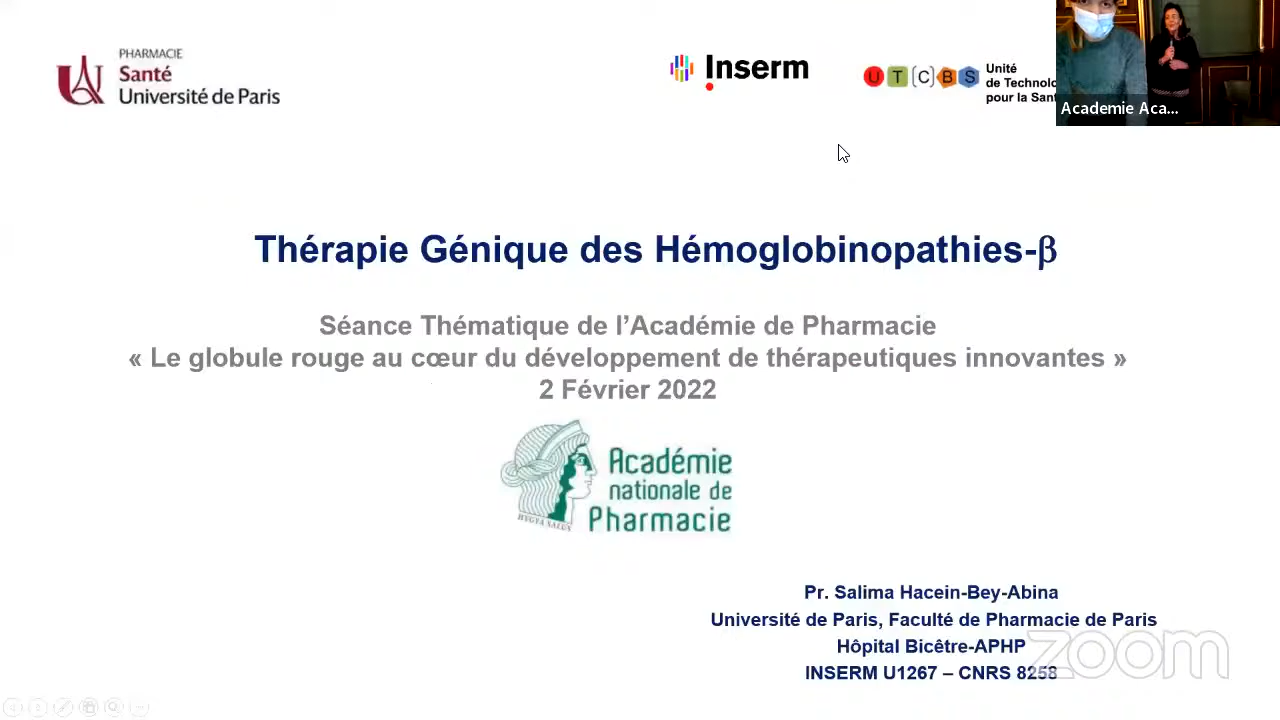 PHARMACIE
Santé
Université de Paris
Inserm
U T C B S
Unité
de Technolo
pour la Sant
Academie Aca...
Thérapie Génique des Hémoglobinopathies-β
Séance Thématique de l'Académie de Pharmacie
« Le globule rouge au cœur du développement de thérapeutiques innovantes »
2 Février 2022
Académie
nationale de
Pharmacie
HYGYA SALUS
Pr. Salima Hacein-Bey-Abina
Université de Paris, Faculté de Pharmacie de Paris
Hôpital Bicêtre-APHP
INSERM U1267 – CNRS 8258
zoom